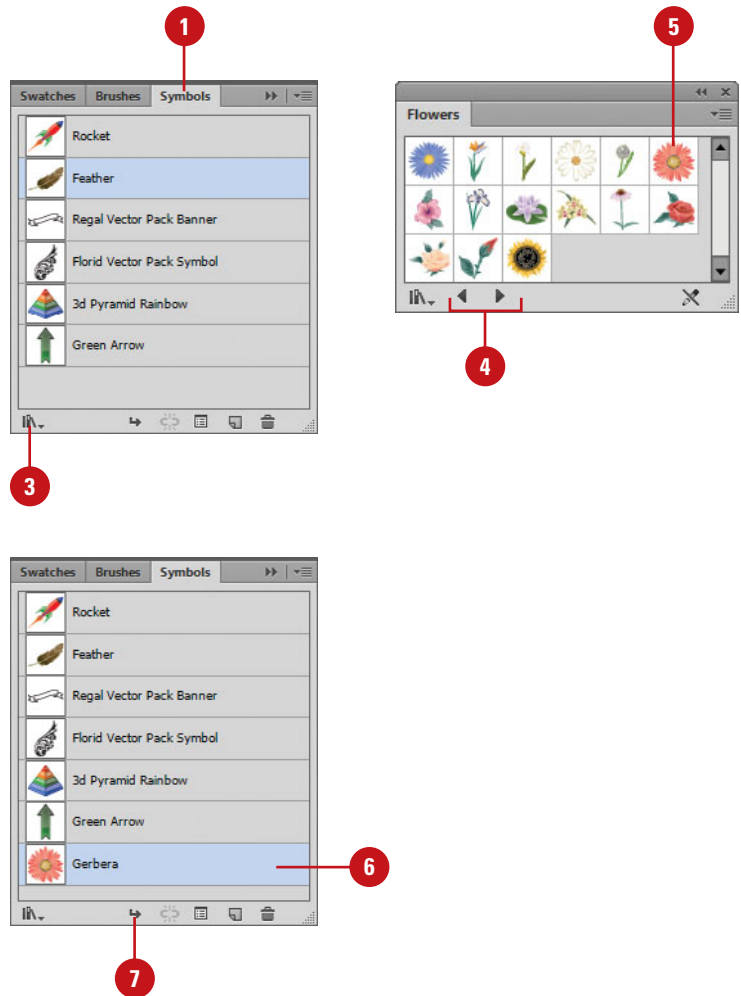 1
5
Swatches Brushes Symbols
Rocket
Feather
Regal Vector Pack Banner
Florid Vector Pack Symbol
3d Pyramid Rainbow
Green Arrow
3
Flowers
4
Swatches Brushes Symbols
Rocket
Feather
Regal Vector Pack Banner
Florid Vector Pack Symbol
3d Pyramid Rainbow
Green Arrow
Gerbera
6
7